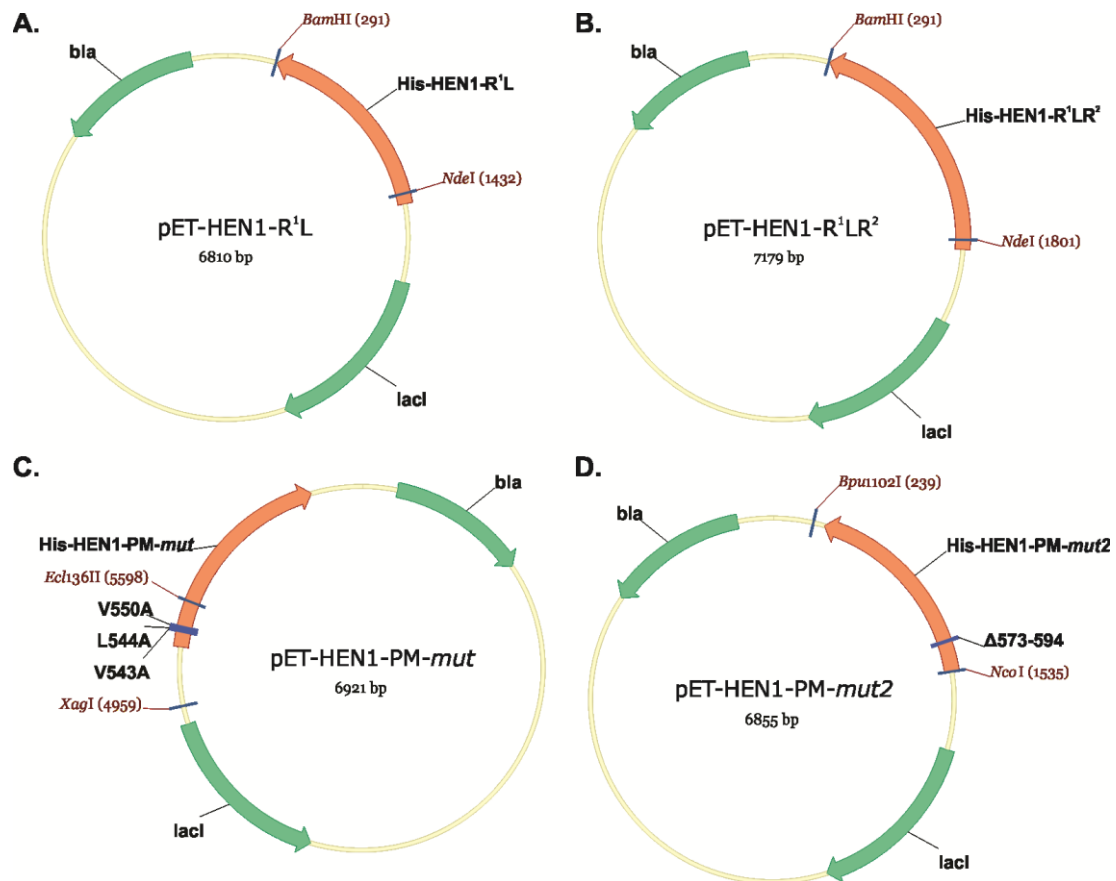 A.
BamHI (291)
bla
His-HEN1-R¹L
NdeI (1432)
pET-HEN1-R¹L
6810 bp
lacI
B.
BamHI (291)
bla
His-HEN1-R¹LR²
NdeI (1801)
pET-HEN1-R¹LR²
7179 bp
lacI
C.
bla
His-HEN1-PM-mut
Ecl136II (5598)
V550A
L544A
V543A
XagI (4959)
pET-HEN1-PM-mut
6921 bp
lacI
D.
Bpu1102I (239)
bla
His-HEN1-PM-mut2
Δ573-594
NcoI (1535)
pET-HEN1-PM-mut2
6855 bp
lacI